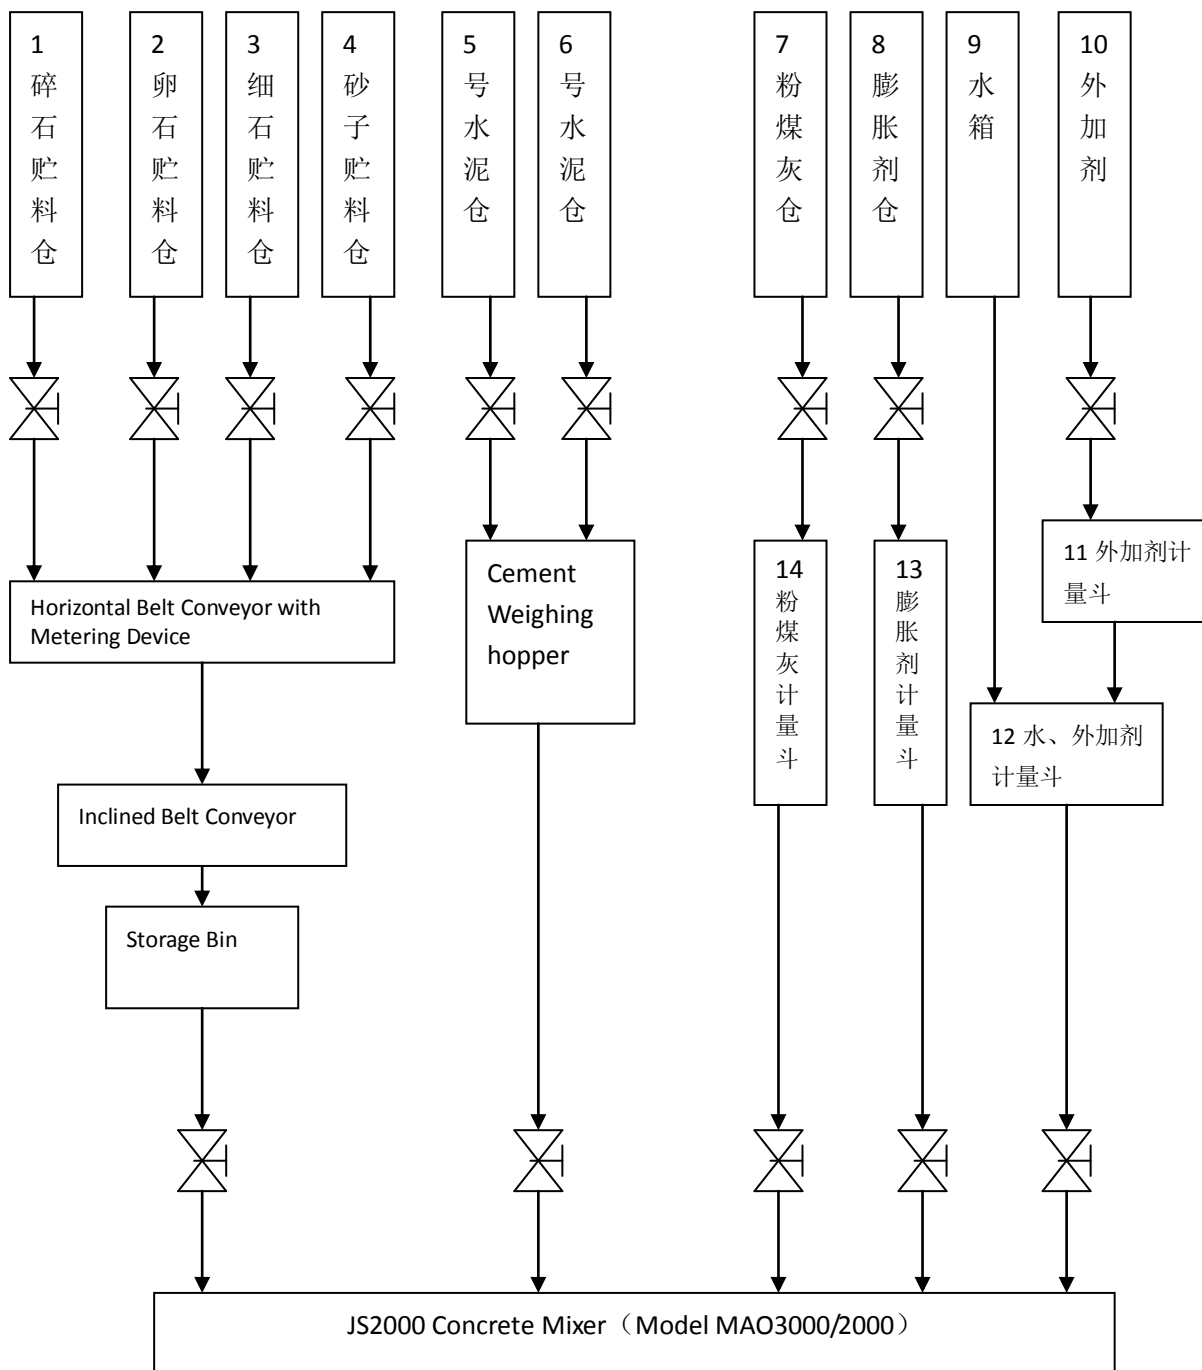 1
碎
石
贮
料
仓
2
卵
石
贮
料
仓
3
细
石
贮
料
仓
4
砂
子
贮
料
仓
5
号
水
泥
仓
6
号
水
泥
仓
7
粉
煤
灰
仓
8
膨
胀
剂
仓
9
水
箱
10
外
加
剂
Horizontal Belt Conveyor with
Metering Device
Cement
Weighing
hopper
14
粉
煤
灰
计
量
斗
13
膨
胀
剂
计
量
斗
11 外加剂计
量斗
12 水、外加剂
计量斗
Inclined Belt Conveyor
Storage Bin
JS2000 Concrete Mixer（Model MAO3000/2000）